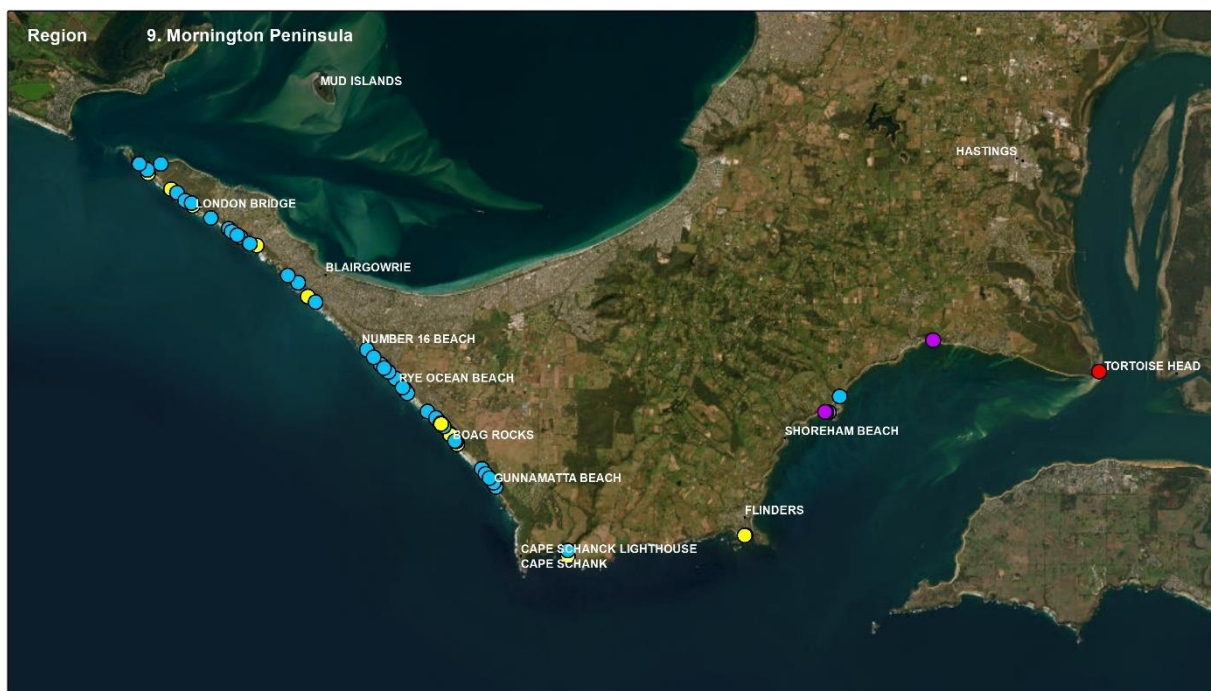 Region 9. Mornington Peninsula
MUD ISLANDS
HASTINGS
LONDON BRIDGE
BLAIRGOWRIE
NUMBER 16 BEACH
TORTOISE HEAD
RYE OCEAN BEACH
SHOREHAM BEACH
BOAG ROCKS
GUNNAMATTA BEACH
FLINDERS
CAPE SCHANCK LIGHTHOUSE
CAPE SCHANK